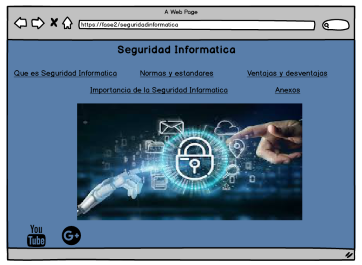 A Web Page
https://fase2/seguridadinformatica
Seguridad Informatica
Que es Seguridad Informatica Normas y estandares Ventajas y desventajas
Importancia de la Seguridad Informatica Anexos
You
Tube
G+